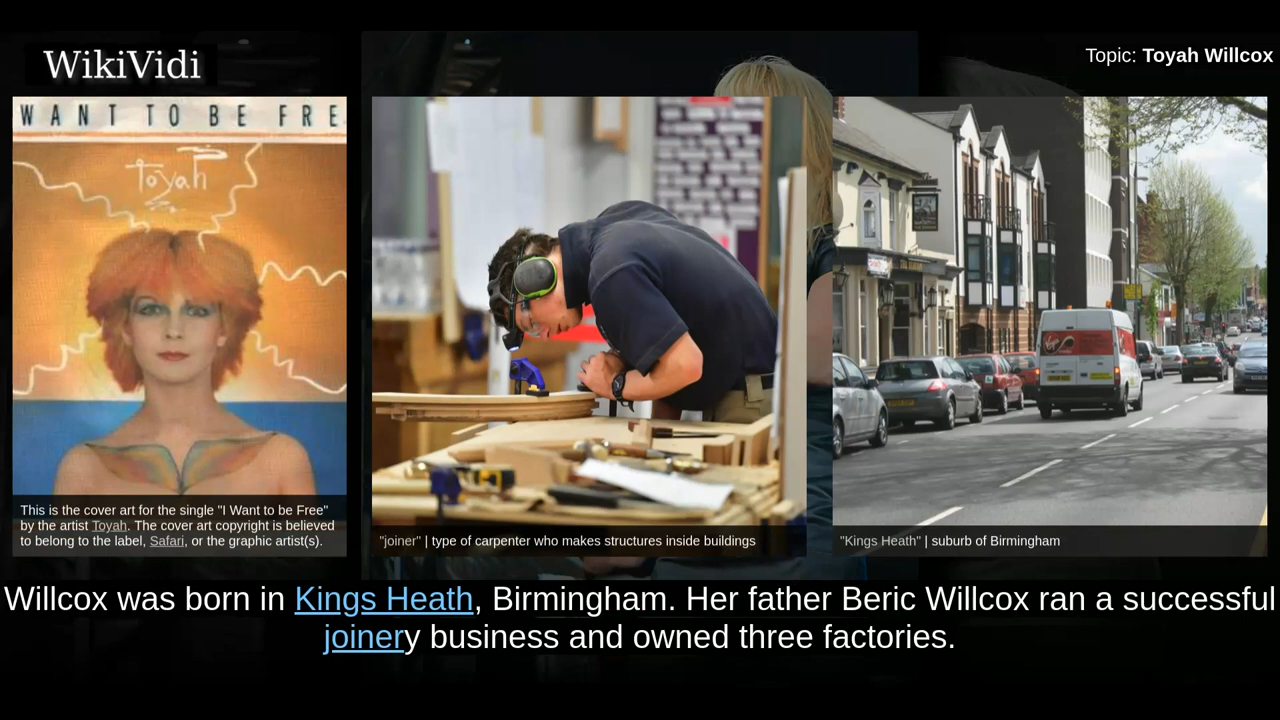 WikiVidi
Topic: Toyah Willcox
WANT TO BE FRE
Toyah
This is the cover art for the single "I Want to be Free"
by the artist Toyah. The cover art copyright is believed
to belong to the label, Safari, or the graphic artist(s).
"joiner" | type of carpenter who makes structures inside buildings
Virgin
"Kings Heath" | suburb of Birmingham
Willcox was born in Kings Heath, Birmingham. Her father Beric Willcox ran a successful
joinery business and owned three factories.